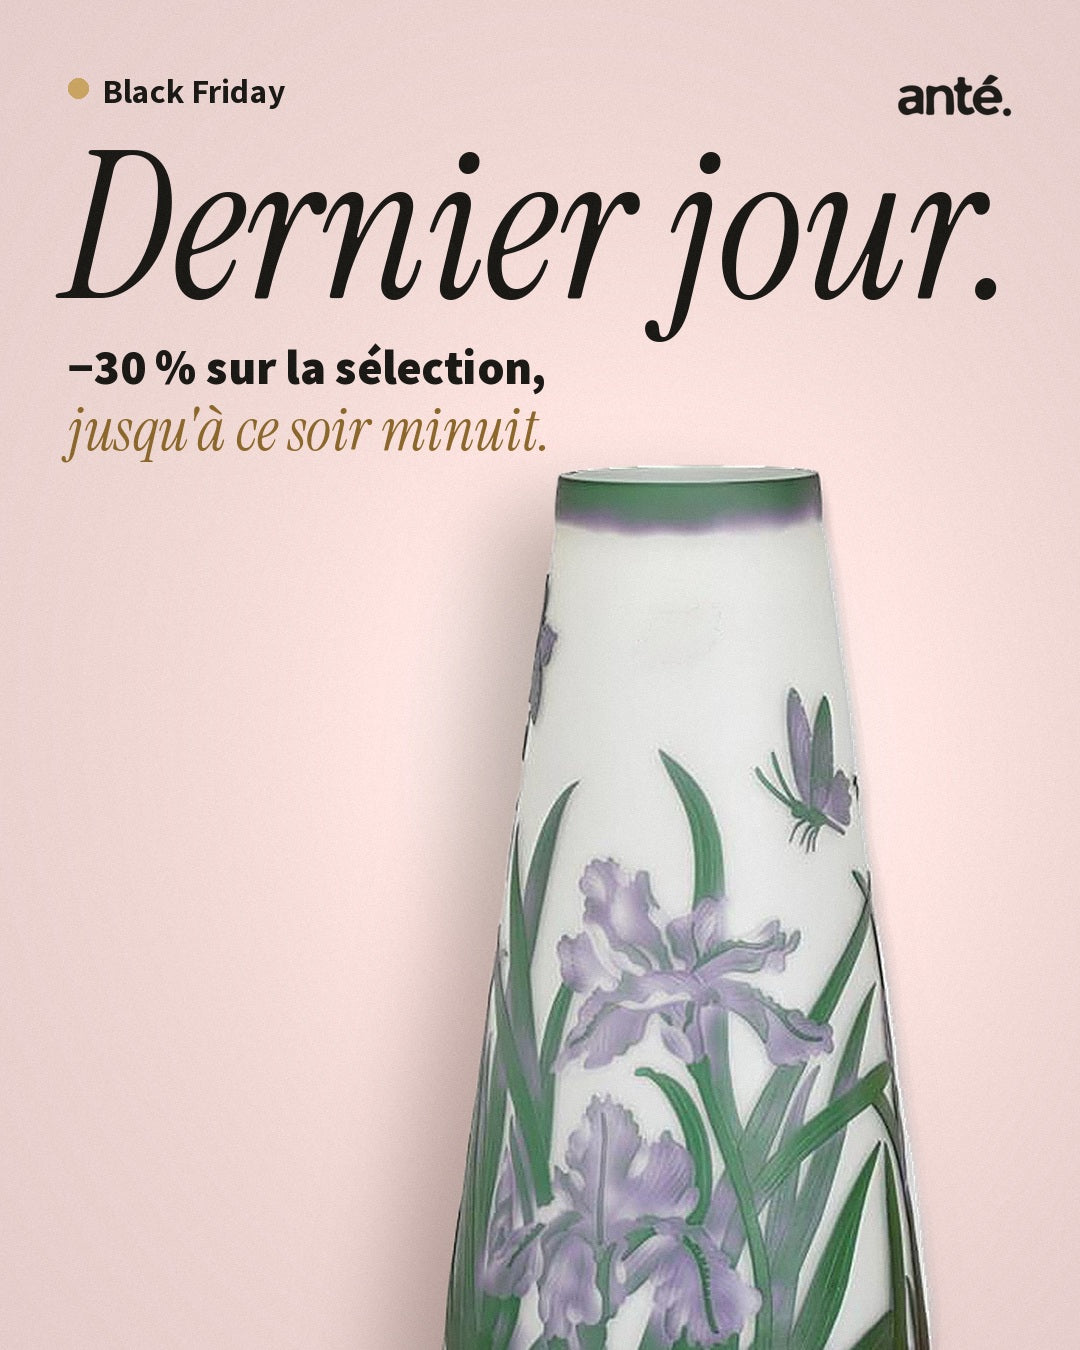 Black Friday
anté.
Dernier jour.
−30 % sur la sélection,
jusqu'à ce soir minuit.